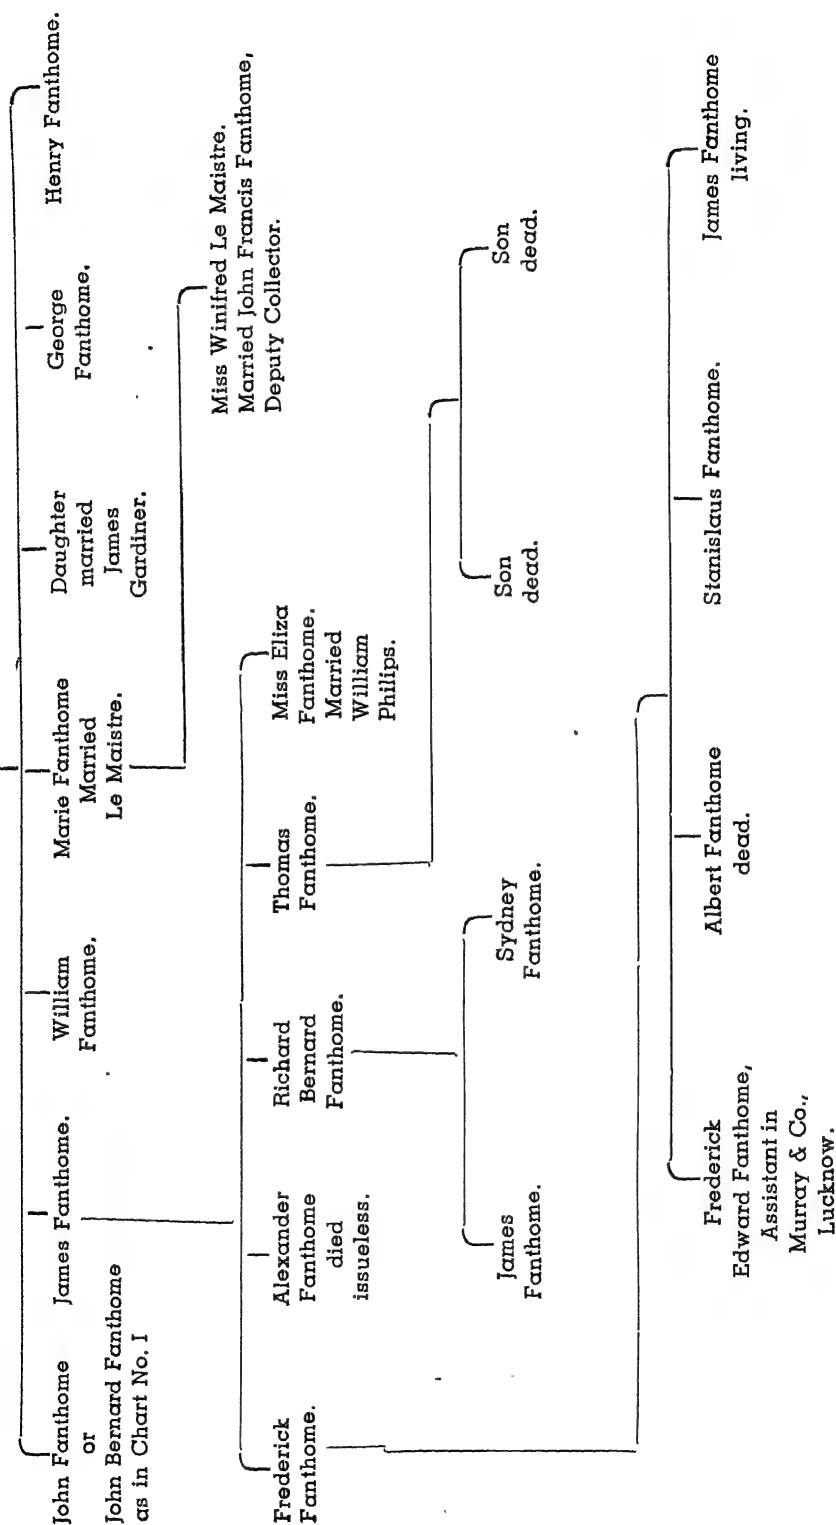 John Fanthome
or
John Bernard Fanthome
as in Chart No. I
James Fanthome.
William
Fanthome.
Marie Fanthome
Married
Le Maistre.
Daughter
married
James
Gardiner.
George
Fanthome.
Henry Fanthome.
Miss Winifred Le Maistre.
Married John Francis Fanthome,
Deputy Collector.
Frederick
Fanthome.
Alexander
Fanthome
died
issueless.
Richard
Bernard
Fanthome.
Thomas
Fanthome.
Miss Eliza
Fanthome.
Married
William
Philips.
James
Fanthome.
Sydney
Fanthome.
Son
dead.
Son
dead.
Frederick
Edward Fanthome,
Assistant in
Murray & Co.,
Lucknow.
Albert Fanthome
dead.
Stanislaus Fanthome.
James Fanthome
living.